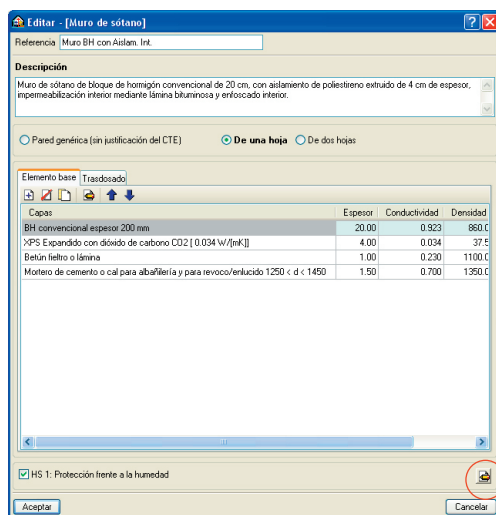 Editar - [Muro de sótano]
Referencia Muro BH con Aislam. Int.
Descripción
Muro de sótano de bloque de hormigón convencional de 20 cm, con aislamiento de poliestireno extruido de 4 cm de espesor,
impermeabilización interior mediante lámina bituminosa y enfoscado interior.
Pared genérica (sin justificación del CTE) De una hoja De dos hojas
Elemento base Trasdosado
Capas Espesor Conductividad Densidad
BH convencional espesor 200 mm 20.00 0.923 860.0
XPS Expandido con dióxido de carbono CO2 [ 0.034 W/[mK]] 4.00 0.034 37.5
Betún fieltro o lámina 1.00 0.230 1100.0
Mortero de cemento o cal para albañilería y para revoco/enlucido 1250 < d < 1450 1.50 0.700 1350.0
HS 1: Protección frente a la humedad
Aceptar Cancelar